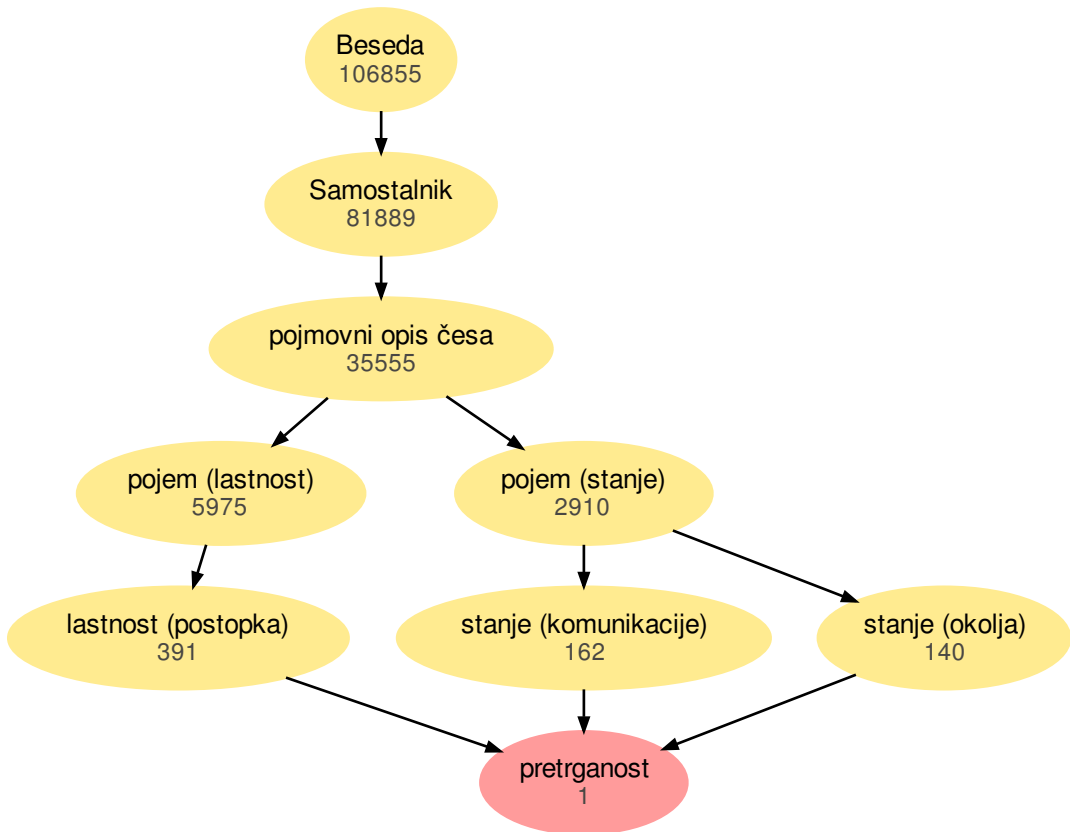 Beseda
106855
Samostalnik
81889
pojmovni opis česa
35555
pojem (lastnost)
5975
pojem (stanje)
2910
lastnost (postopka)
391
stanje (komunikacije)
162
stanje (okolja)
140
pretrganost
1